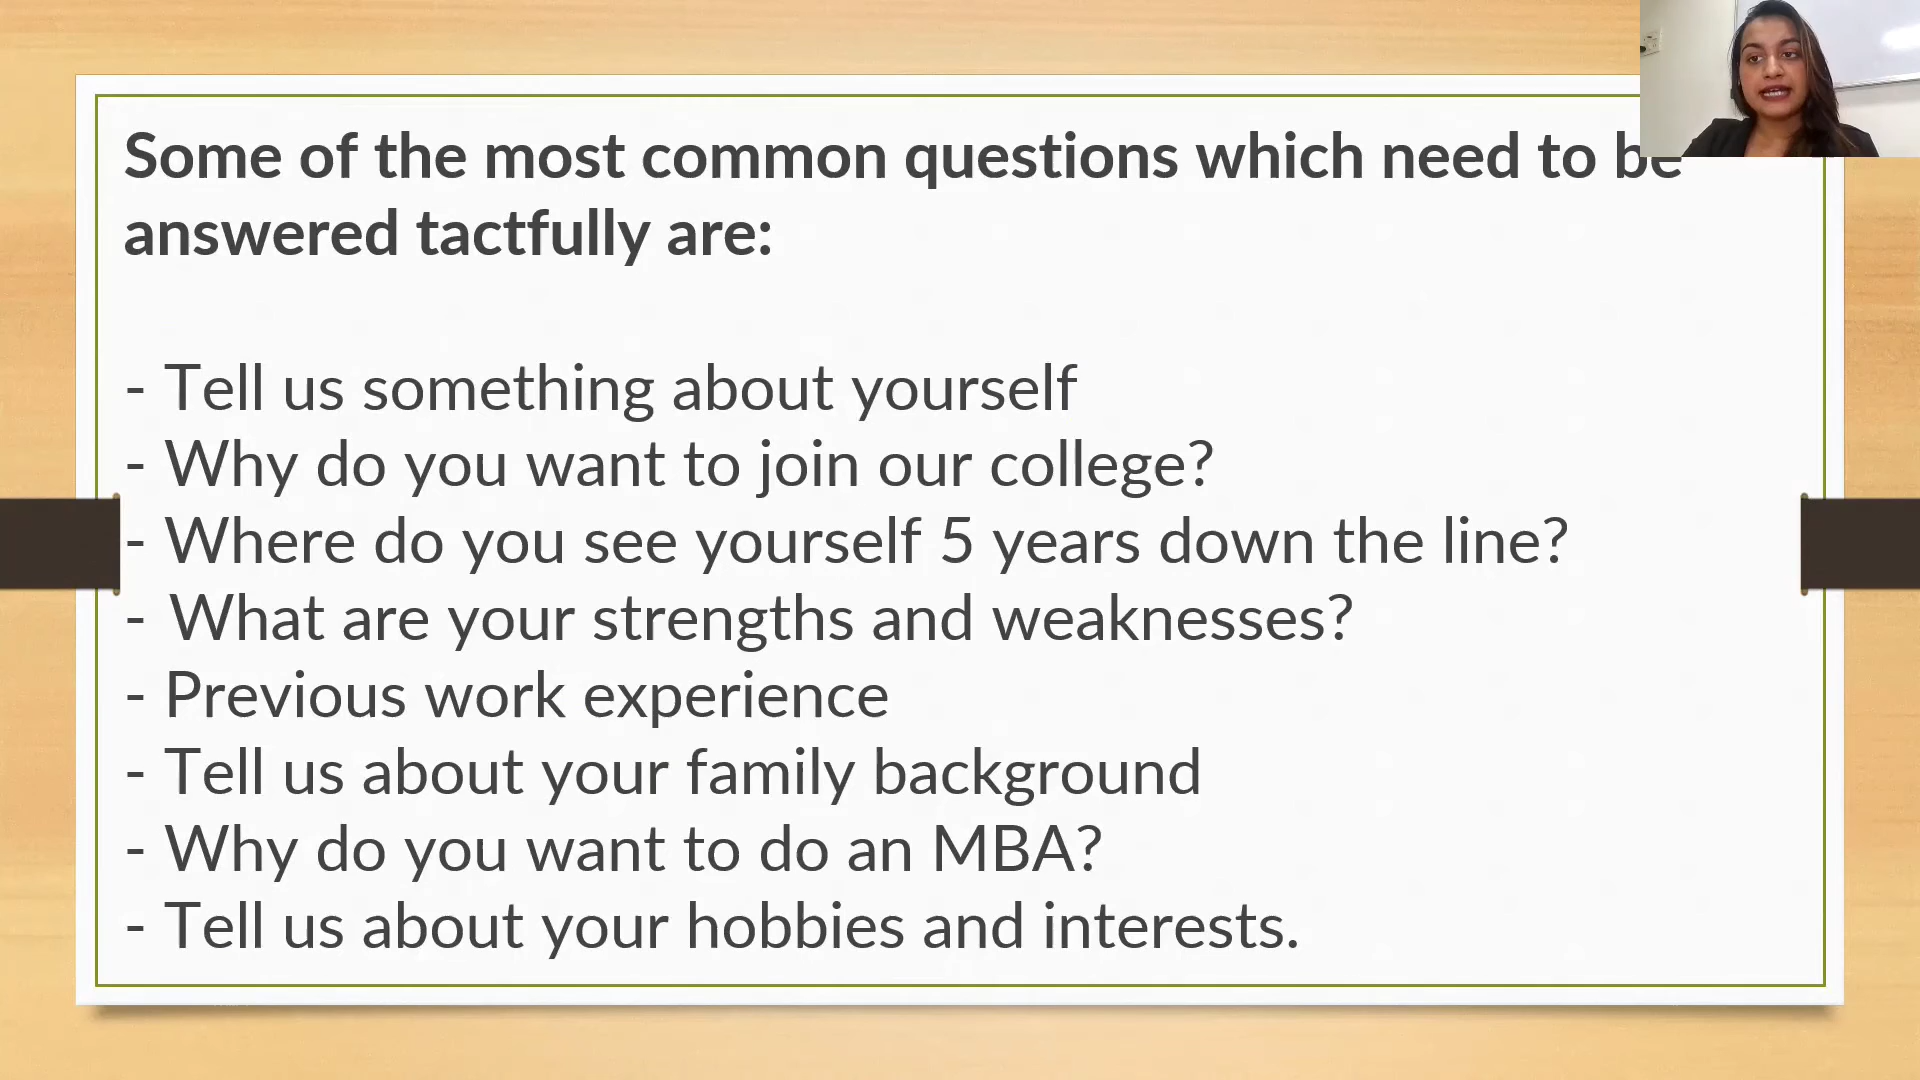 Some of the most common questions which need to be
answered tactfully are:
- Tell us something about yourself
- Why do you want to join our college?
- Where do you see yourself 5 years down the line?
- What are your strengths and weaknesses?
- Previous work experience
- Tell us about your family background
- Why do you want to do an MBA?
- Tell us about your hobbies and interests.